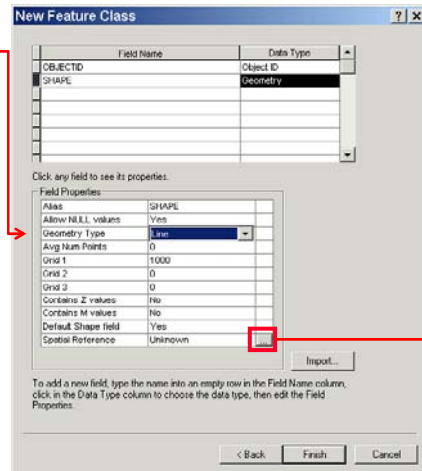 New Feature Class
Field Name Data Type
OBJECTID Object ID
SHAPE Geometry
Click any field to see its properties.
Field Properties
Alias SHAPE
Allow NULL values Yes
Geometry Type Line
Avg Num Points 0
Grid 1 1000
Grid 2 0
Grid 3 0
Contains Z values No
Contains M values No
Default Shape field Yes
Spatial Reference Unknown ...
Import...
To add a new field, type the name into an empty row in the Field Name column,
click in the Data Type column to choose the data type, then edit the Field
Properties.
< Back Finish Cancel